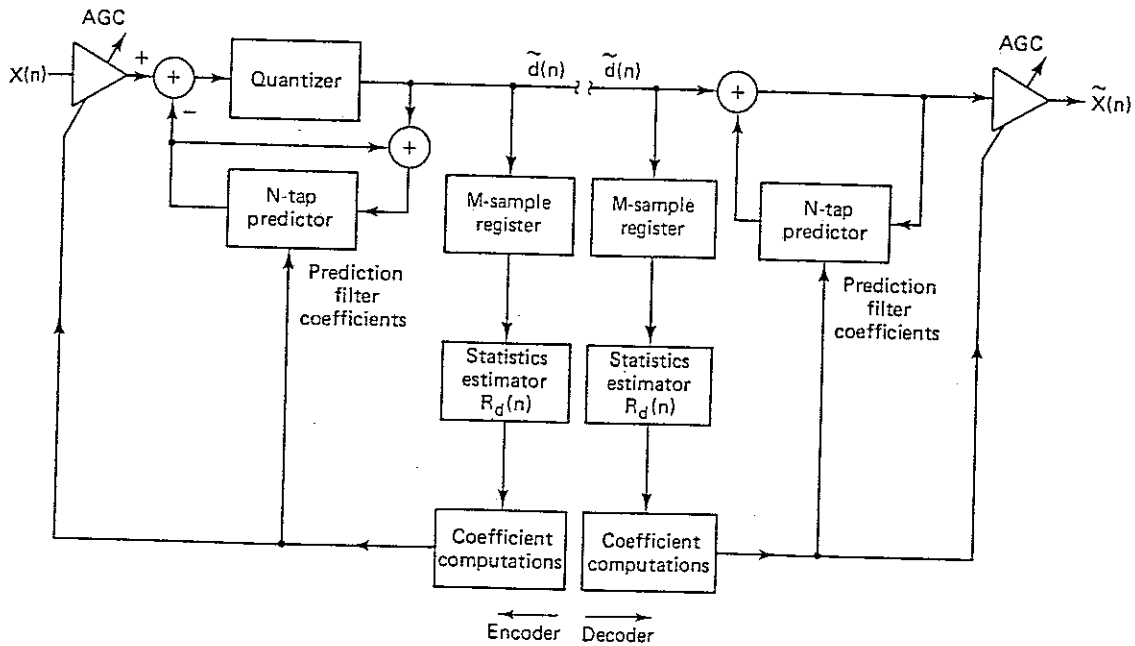 AGC
X(n)
+
+
−
Quantizer
+
N-tap
predictor
Prediction
filter
coefficients
d̃(n)
d̃(n)
M-sample
register
M-sample
register
Statistics
estimator
R_d(n)
Statistics
estimator
R_d(n)
Coefficient
computations
Coefficient
computations
Encoder
Decoder
+
N-tap
predictor
Prediction
filter
coefficients
AGC
X̃(n)